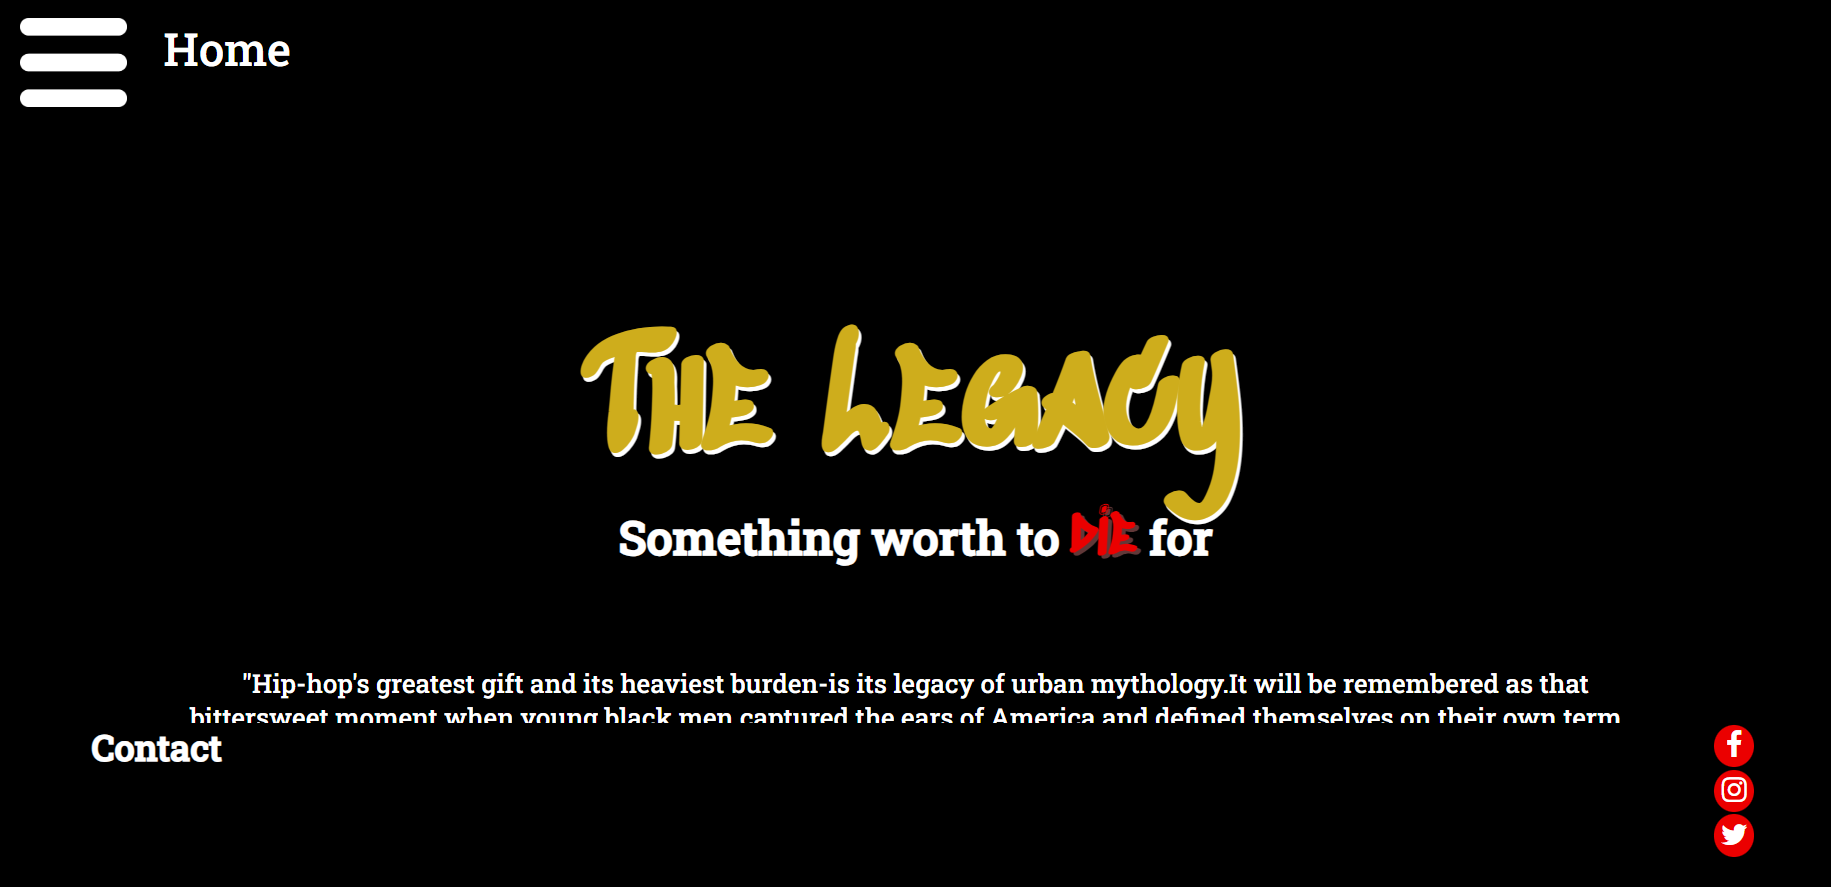 Home
The Legacy
Something worth to DIE for
"Hip-hop's greatest gift and its heaviest burden-is its legacy of urban mythology.It will be remembered as that
bittersweet moment when young black men captured the ears of America and defined themselves on their own term
Contact